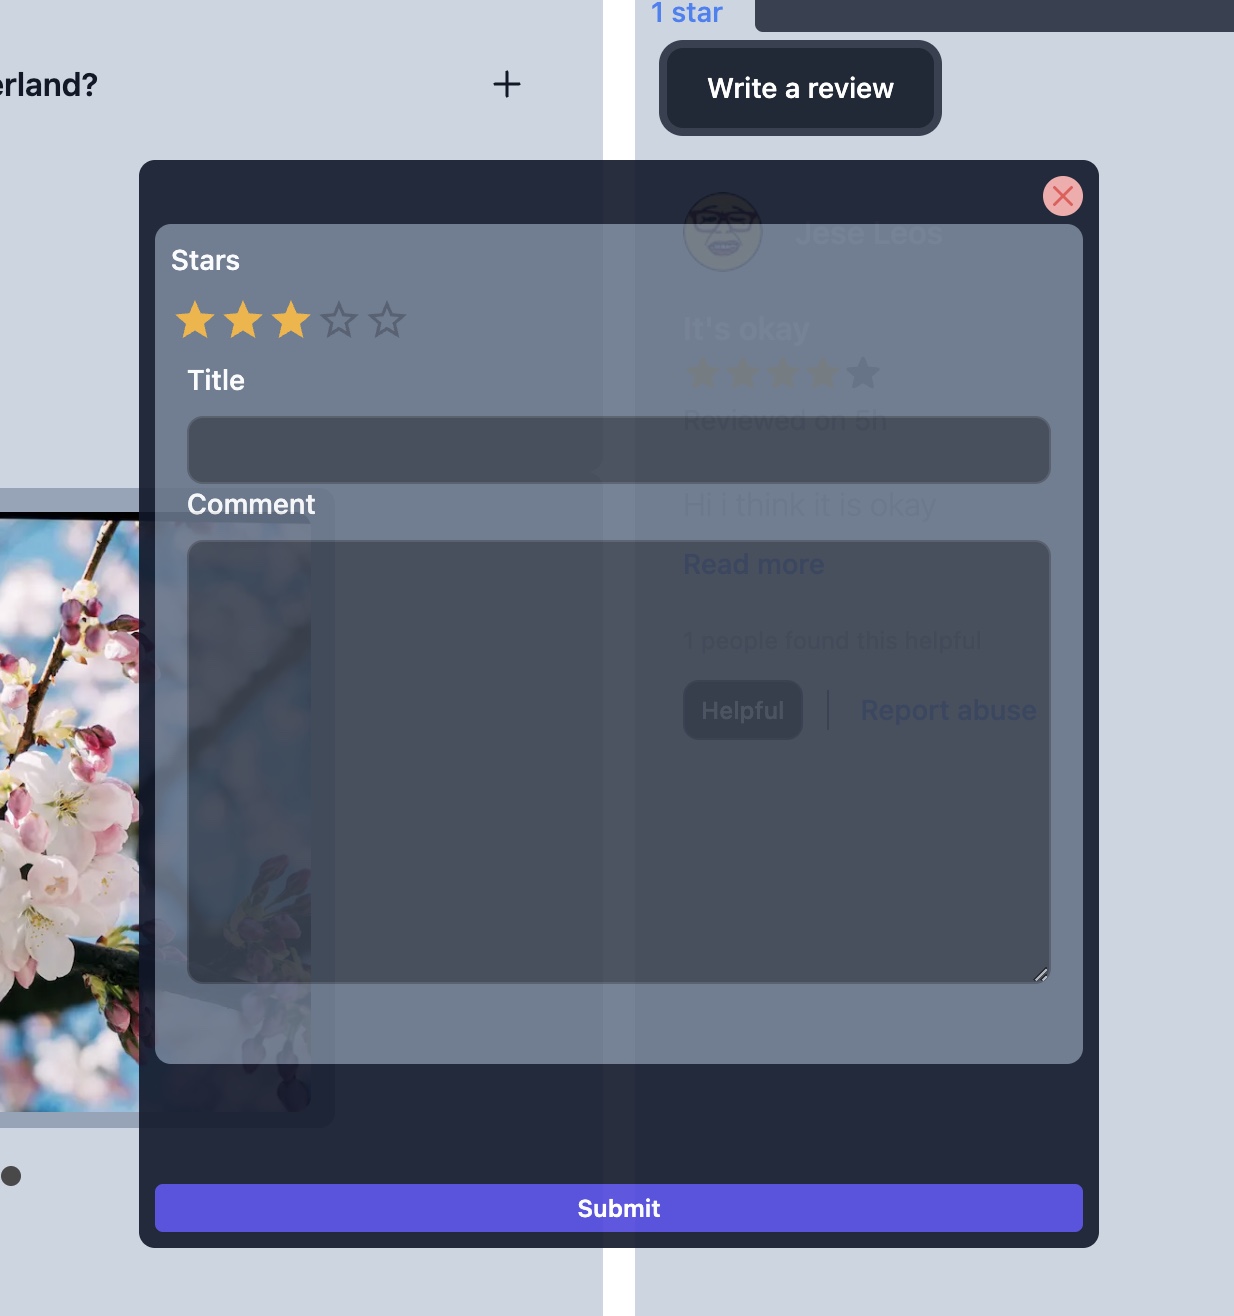 1 star
erland?
Write a review
Jese Leos
Stars
It's okay
Title
Reviewed on 5h
Comment
Hi i think it is okay
Read more
1 people found this helpful
Helpful
Report abuse
Submit